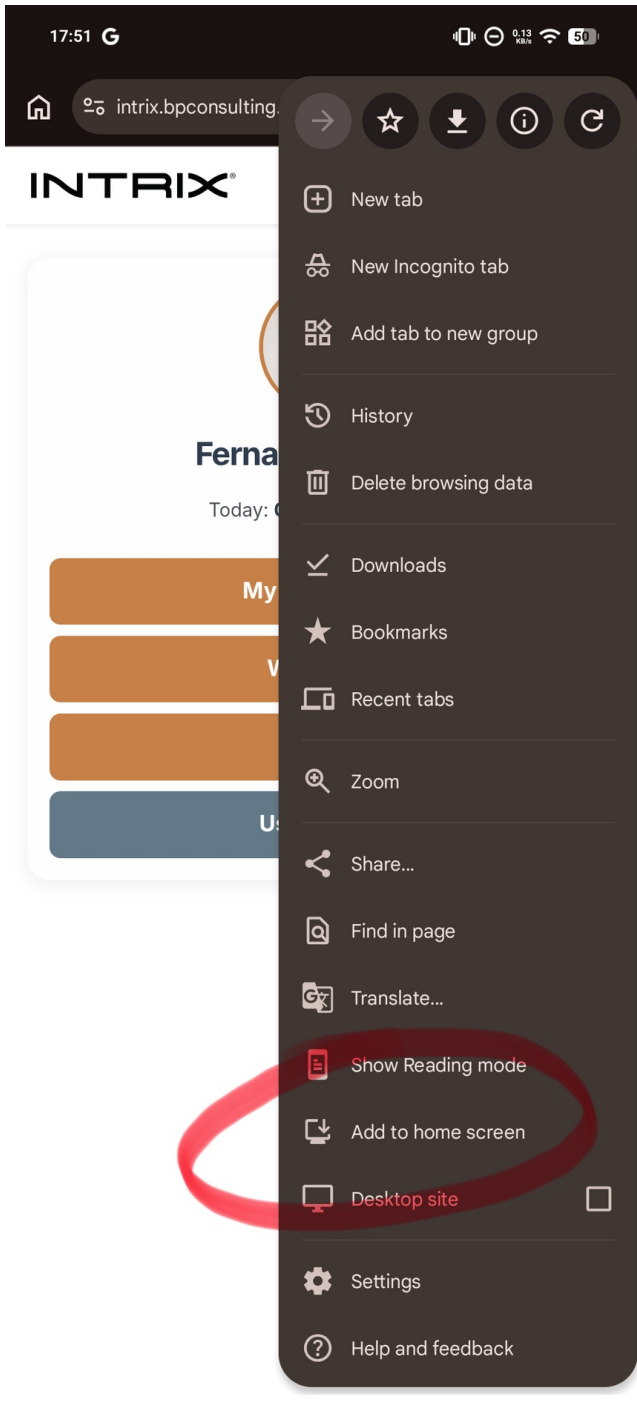 17:51 G
0.13
KB/s
50
intrix.bpconsulting.
INTRIX®
New tab
New Incognito tab
Add tab to new group
Ferna
History
Delete browsing data
Today:
My
Downloads
Bookmarks
Recent tabs
Zoom
Share...
Find in page
Translate...
Show Reading mode
Add to home screen
Desktop site
Settings
Help and feedback